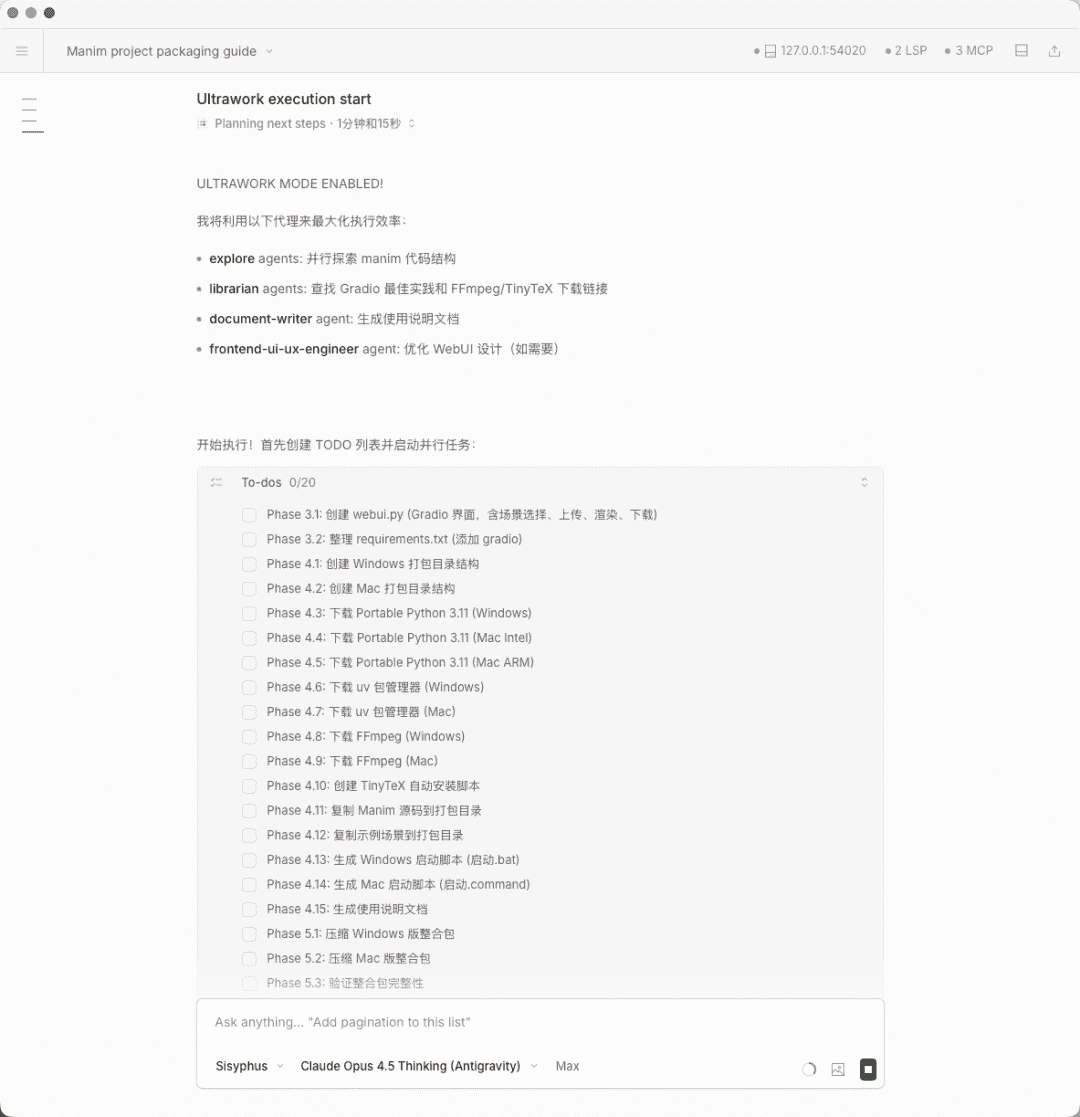 Manim project packaging guide
127.0.0.1:54020
2 LSP
3 MCP
Ultrawork execution start
Planning next steps · 1分钟和15秒
ULTRAWORK MODE ENABLED!
我将利用以下代理来最大化执行效率：
• explore agents: 并行探索 manim 代码结构
• librarian agents: 查找 Gradio 最佳实践和 FFmpeg/TinyTeX 下载链接
• document-writer agent: 生成使用说明文档
• frontend-ui-ux-engineer agent: 优化 WebUI 设计（如需要）
开始执行！首先创建 TODO 列表并启动并行任务：
To-dos 0/20
Phase 3.1: 创建 webui.py (Gradio 界面，含场景选择、上传、渲染、下载)
Phase 3.2: 整理 requirements.txt (添加 gradio)
Phase 4.1: 创建 Windows 打包目录结构
Phase 4.2: 创建 Mac 打包目录结构
Phase 4.3: 下载 Portable Python 3.11 (Windows)
Phase 4.4: 下载 Portable Python 3.11 (Mac Intel)
Phase 4.5: 下载 Portable Python 3.11 (Mac ARM)
Phase 4.6: 下载 uv 包管理器 (Windows)
Phase 4.7: 下载 uv 包管理器 (Mac)
Phase 4.8: 下载 FFmpeg (Windows)
Phase 4.9: 下载 FFmpeg (Mac)
Phase 4.10: 创建 TinyTeX 自动安装脚本
Phase 4.11: 复制 Manim 源码到打包目录
Phase 4.12: 复制示例场景到打包目录
Phase 4.13: 生成 Windows 启动脚本 (启动.bat)
Phase 4.14: 生成 Mac 启动脚本 (启动.command)
Phase 4.15: 生成使用说明文档
Phase 5.1: 压缩 Windows 版整合包
Phase 5.2: 压缩 Mac 版整合包
Phase 5.3: 验证整合包完整性
Ask anything... "Add pagination to this list"
Sisyphus
Claude Opus 4.5 Thinking (Antigravity)
Max